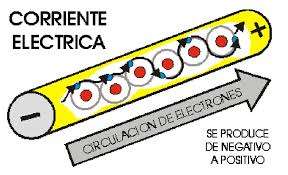 CORRIENTE
ELECTRICA
+
−
CIRCULACION DE ELECTRONES
SE PRODUCE
DE NEGATIVO
A POSITIVO